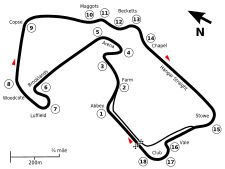 Maggots
Becketts
10
11
12
13
Copse
9
14
Chapel
5
Arena
4
3
N
Hangar Straight
8
Brooklands
6
Farm
2
Woodcote
7
Luffield
Abbey
1
Stowe
15
¼ mile
200m
Vale
16
Club
17
18